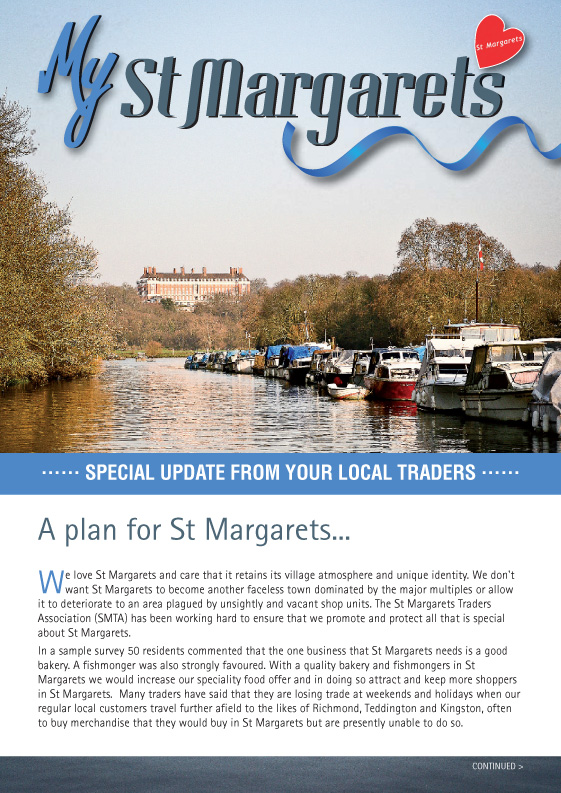 My St Margarets
St Margarets
······ SPECIAL UPDATE FROM YOUR LOCAL TRADERS ······
A plan for St Margarets...
We love St Margarets and care that it retains its village atmosphere and unique identity. We don't
want St Margarets to become another faceless town dominated by the major multiples or allow
it to deteriorate to an area plagued by unsightly and vacant shop units. The St Margarets Traders
Association (SMTA) has been working hard to ensure that we promote and protect all that is special
about St Margarets.
In a sample survey 50 residents commented that the one business that St Margarets needs is a good
bakery. A fishmonger was also strongly favoured. With a quality bakery and fishmongers in St
Margarets we would increase our speciality food offer and in doing so attract and keep more shoppers
in St Margarets. Many traders have said that they are losing trade at weekends and holidays when our
regular local customers travel further afield to the likes of Richmond, Teddington and Kingston, often
to buy merchandise that they would buy in St Margarets but are presently unable to do so.
CONTINUED >